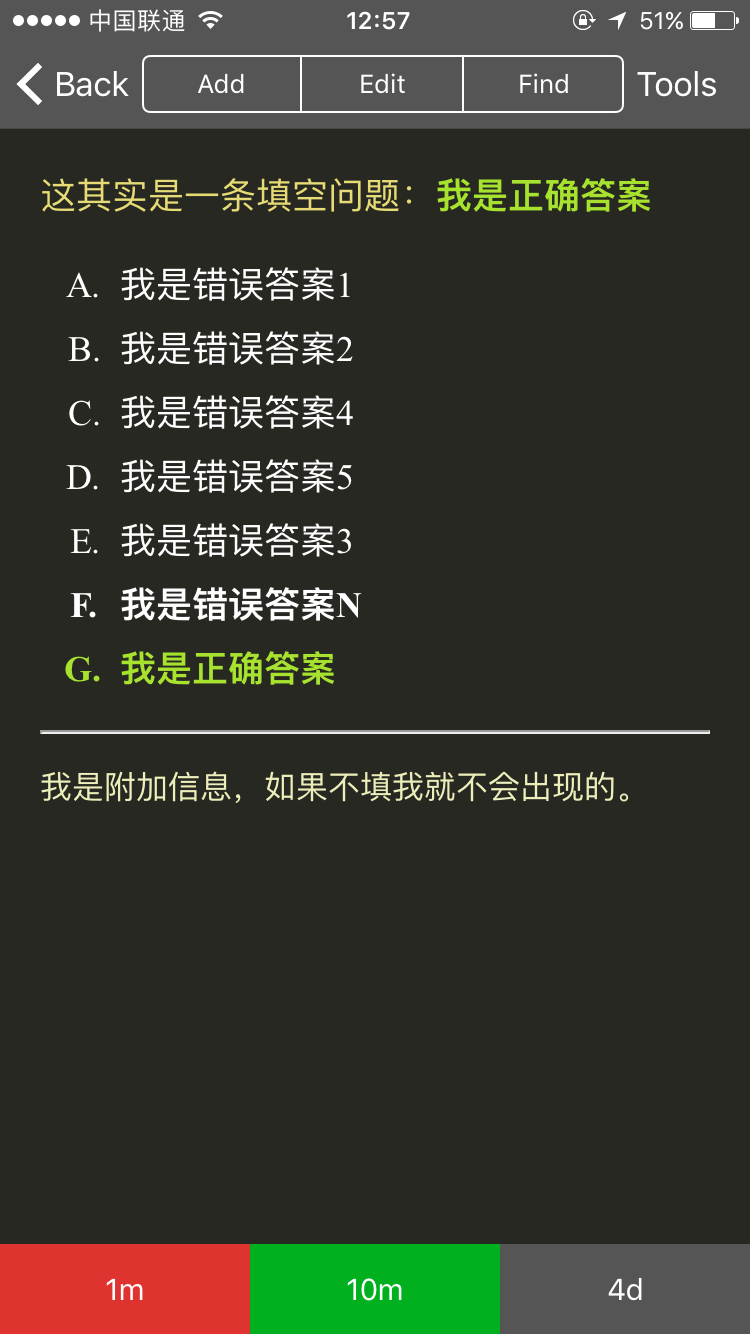 中国联通 12:57 51%
Back Add Edit Find Tools
这其实是一条填空问题：我是正确答案
A. 我是错误答案1
B. 我是错误答案2
C. 我是错误答案4
D. 我是错误答案5
E. 我是错误答案3
F. 我是错误答案N
G. 我是正确答案
我是附加信息，如果不填我就不会出现的。
1m 10m 4d